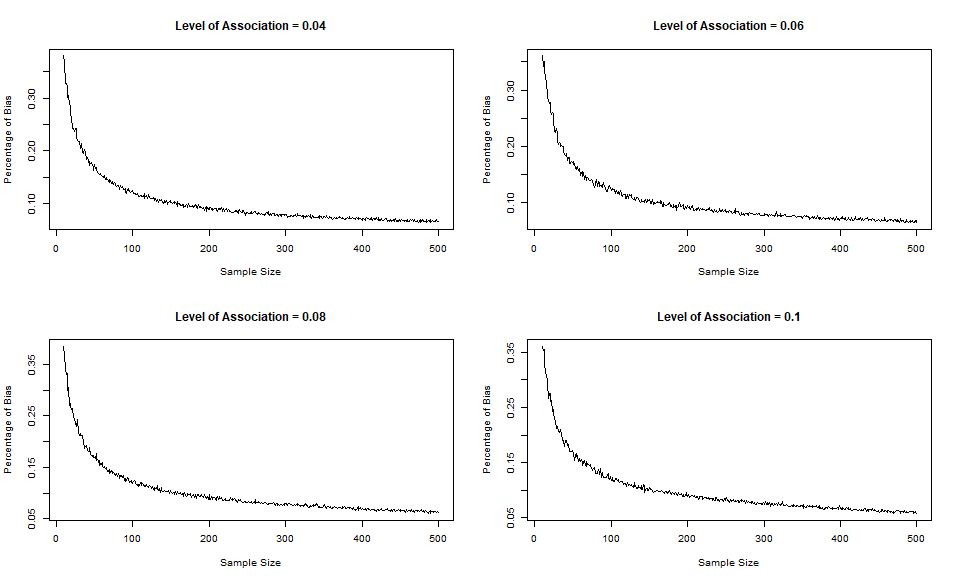 Level of Association = 0.04
Percentage of Bias
0.30
0.20
0.10
0 100 200 300 400 500
Sample Size
Level of Association = 0.06
Percentage of Bias
0.30
0.20
0.10
0 100 200 300 400 500
Sample Size
Level of Association = 0.08
Percentage of Bias
0.35
0.25
0.15
0.05
0 100 200 300 400 500
Sample Size
Level of Association = 0.1
Percentage of Bias
0.35
0.25
0.15
0.05
0 100 200 300 400 500
Sample Size